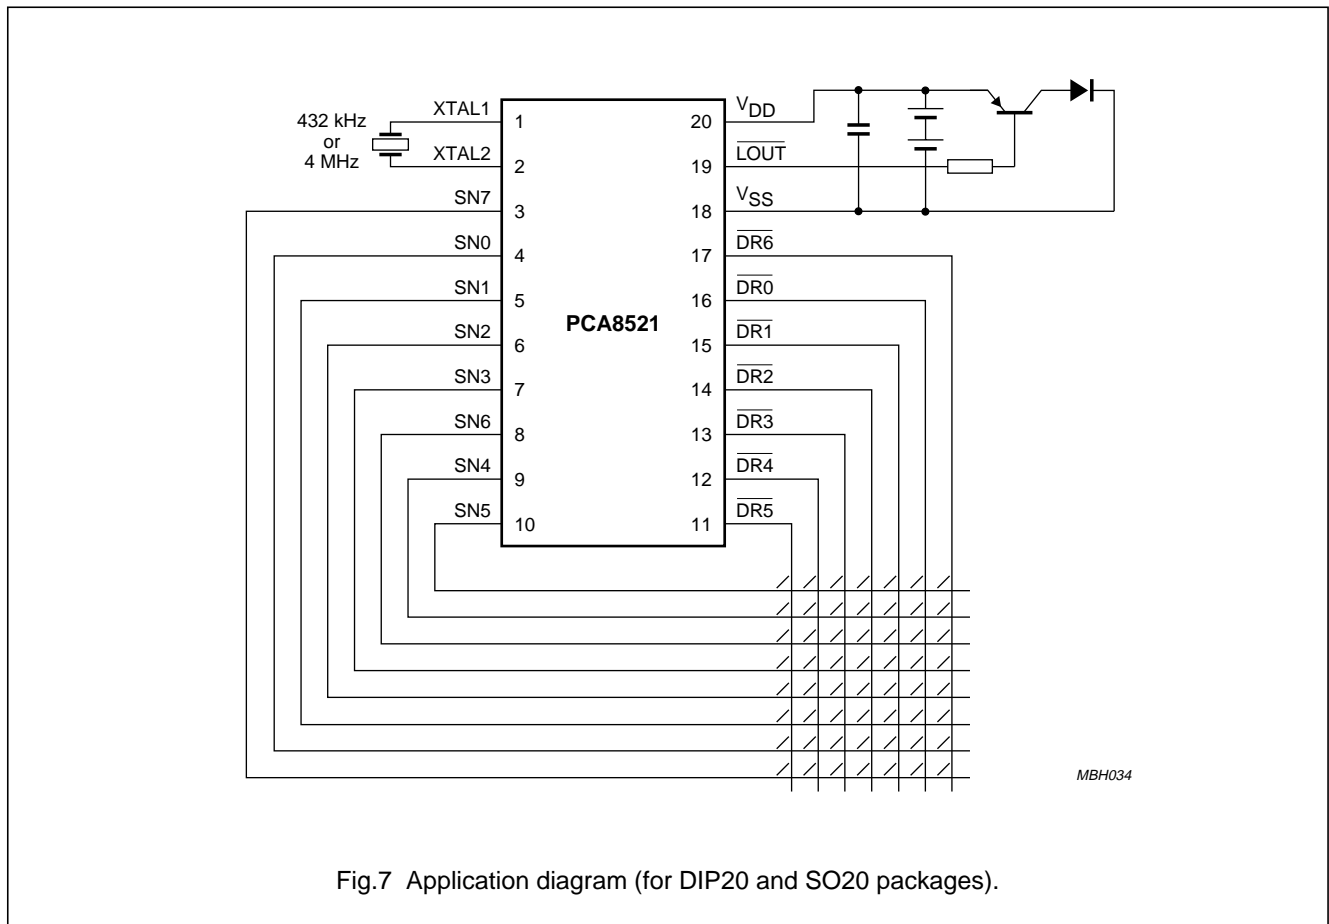 432 kHz
or
4 MHz
XTAL1
XTAL2
SN7
SN0
SN1
SN2
SN3
SN6
SN4
SN5
1
2
3
4
5
6
7
8
9
10
PCA8521
20
19
18
17
16
15
14
13
12
11
VDD
LOUT
VSS
DR6
DR0
DR1
DR2
DR3
DR4
DR5
MBH034
Fig.7 Application diagram (for DIP20 and SO20 packages).